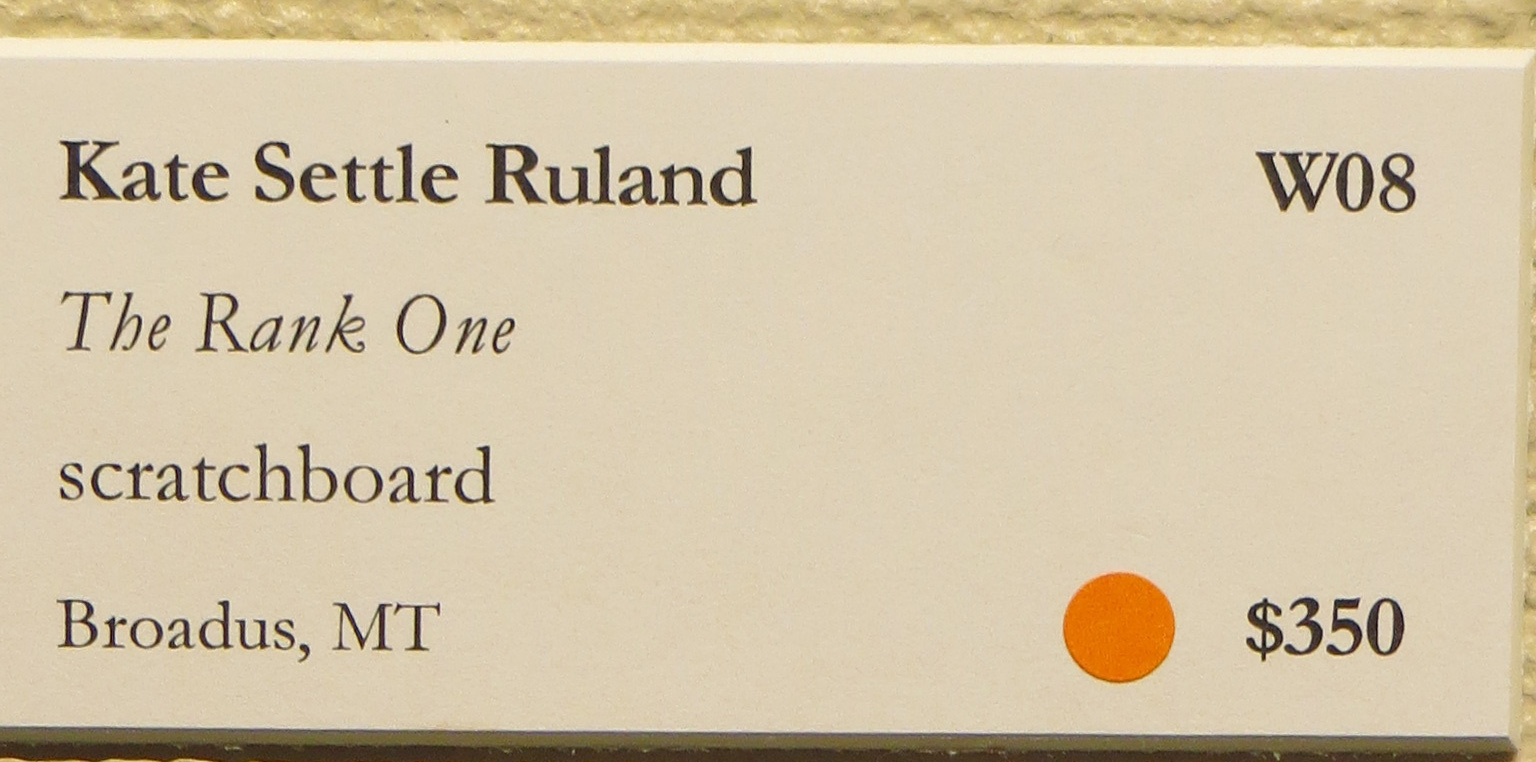 Kate Settle Ruland W08
The Rank One
scratchboard
Broadus, MT $350